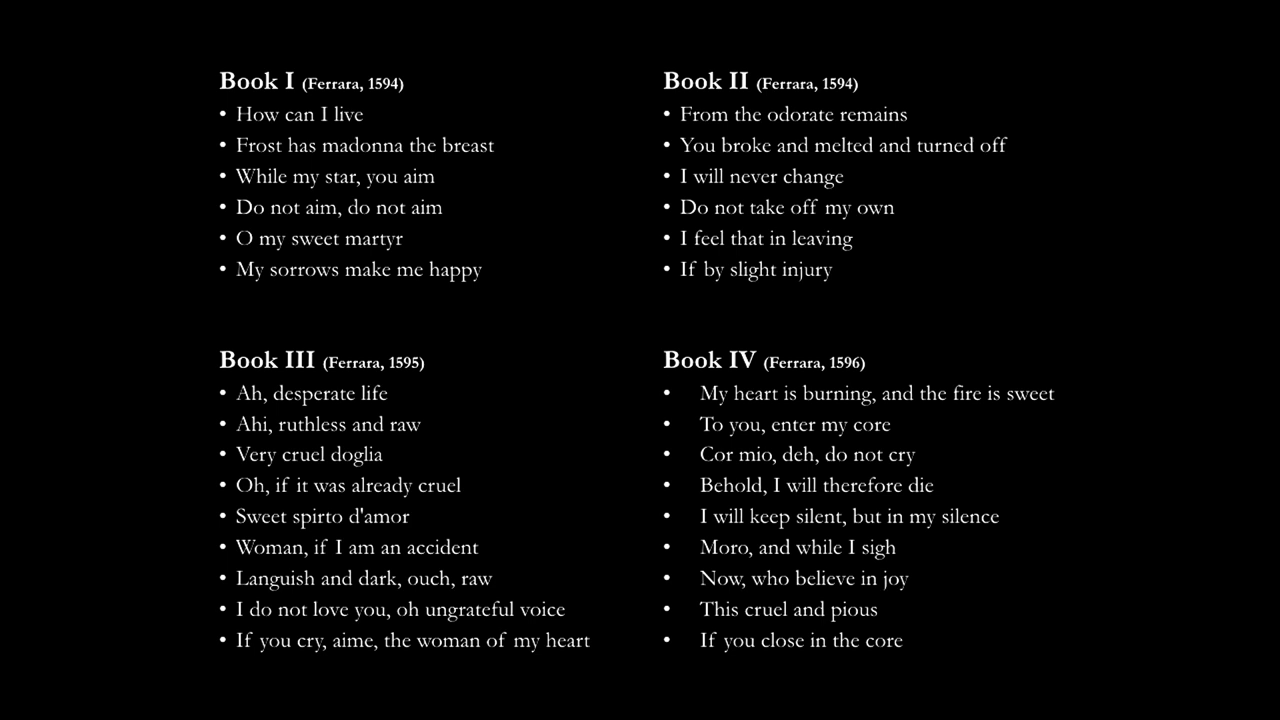 Book I (Ferrara, 1594)
• How can I live
• Frost has madonna the breast
• While my star, you aim
• Do not aim, do not aim
• O my sweet martyr
• My sorrows make me happy
Book II (Ferrara, 1594)
• From the odorate remains
• You broke and melted and turned off
• I will never change
• Do not take off my own
• I feel that in leaving
• If by slight injury
Book III (Ferrara, 1595)
• Ah, desperate life
• Ahi, ruthless and raw
• Very cruel doglia
• Oh, if it was already cruel
• Sweet spirto d'amor
• Woman, if I am an accident
• Languish and dark, ouch, raw
• I do not love you, oh ungrateful voice
• If you cry, aime, the woman of my heart
Book IV (Ferrara, 1596)
• My heart is burning, and the fire is sweet
• To you, enter my core
• Cor mio, deh, do not cry
• Behold, I will therefore die
• I will keep silent, but in my silence
• Moro, and while I sigh
• Now, who believe in joy
• This cruel and pious
• If you close in the core